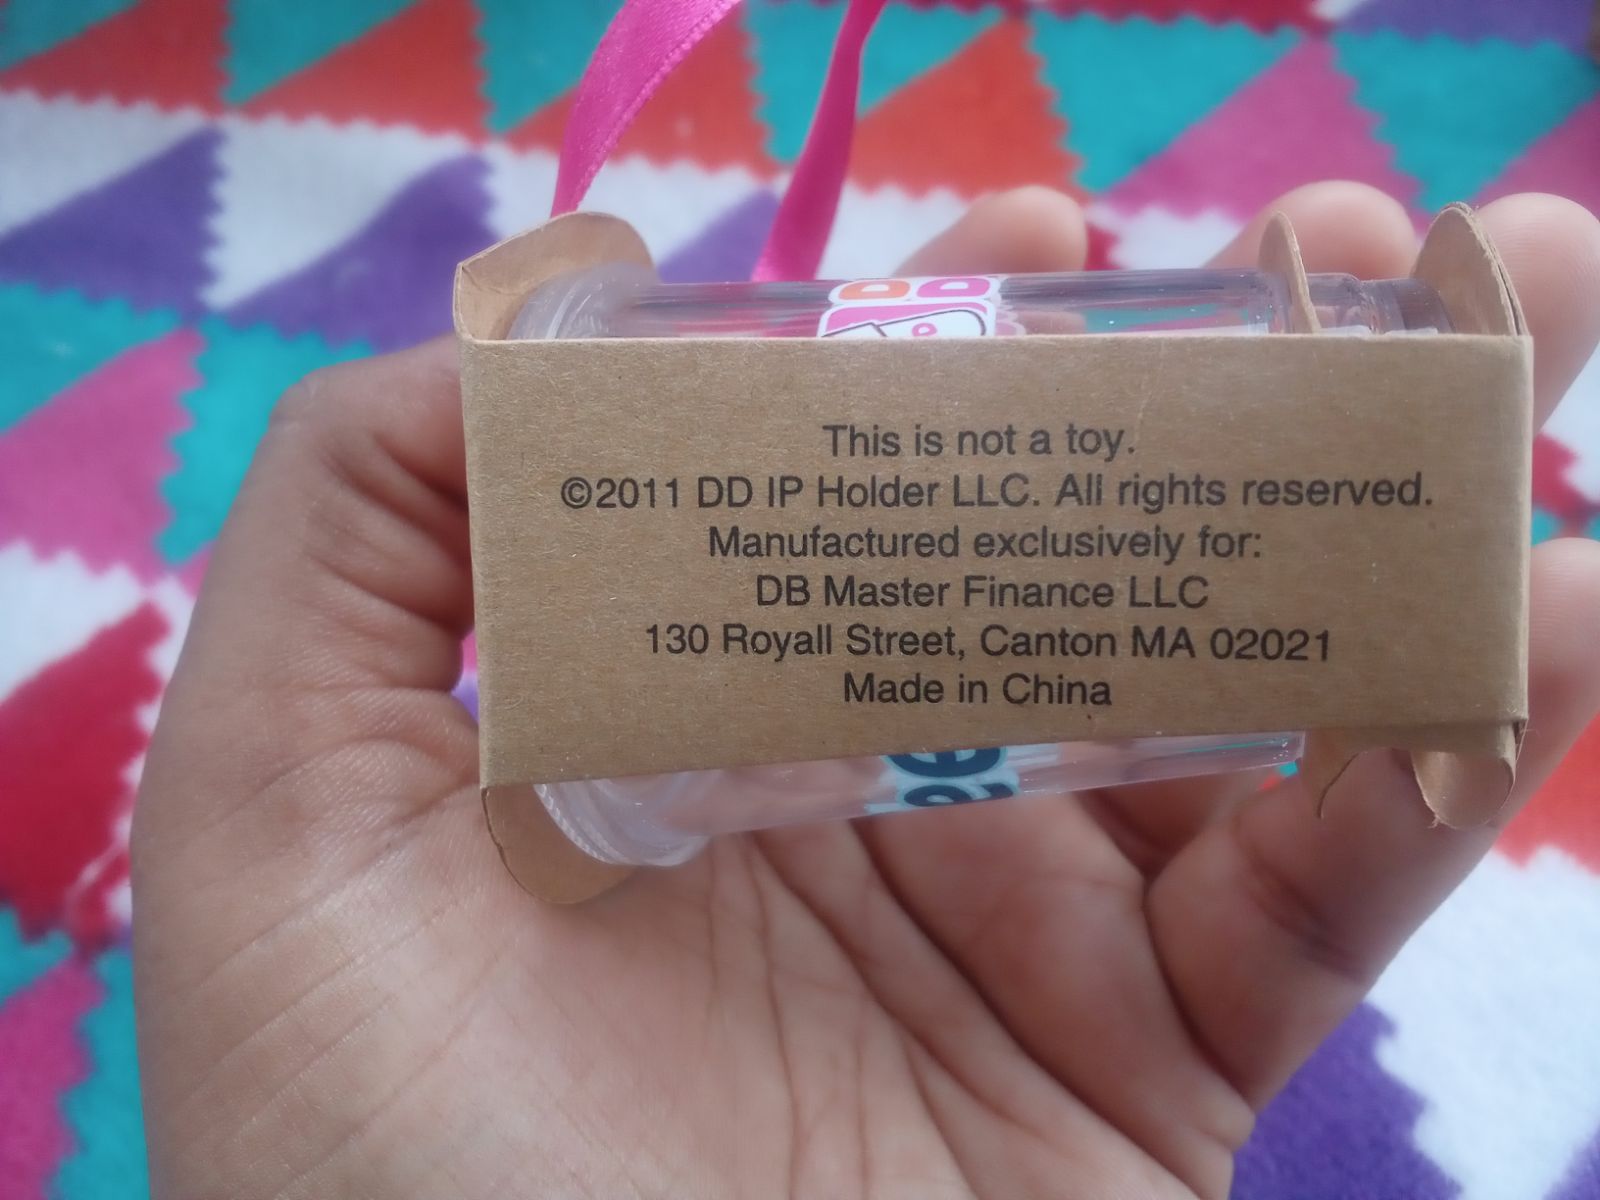 This is not a toy.
©2011 DD IP Holder LLC. All rights reserved.
Manufactured exclusively for:
DB Master Finance LLC
130 Royall Street, Canton MA 02021
Made in China